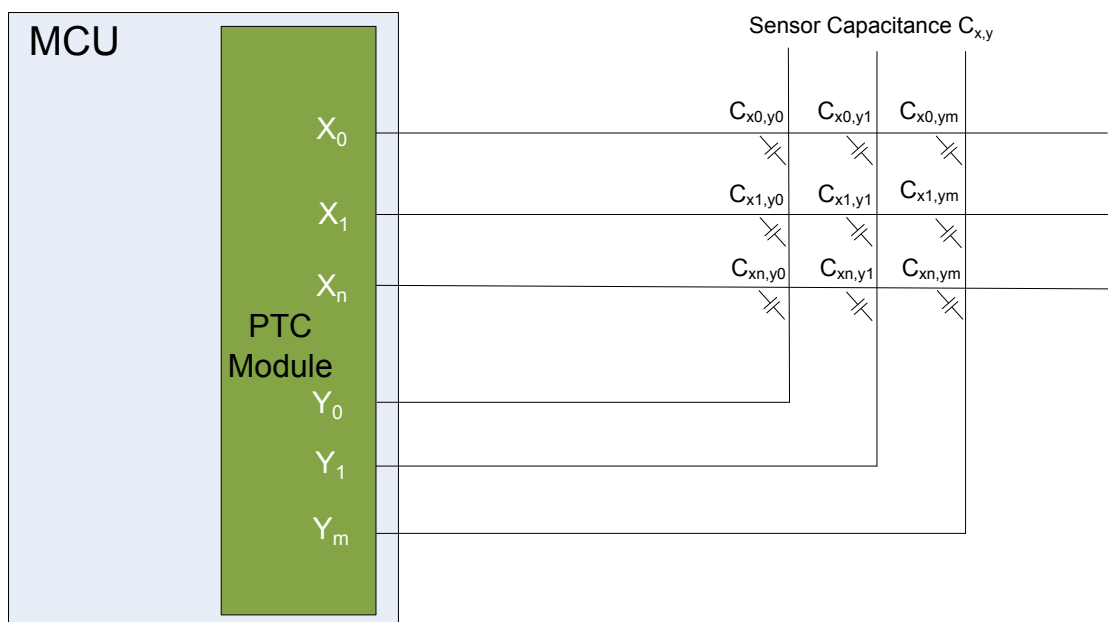 MCU
Sensor Capacitance Cx,y
Cx0,y0 Cx0,y1 Cx0,ym
X0
Cx1,y0 Cx1,y1 Cx1,ym
X1
Cxn,y0 Cxn,y1 Cxn,ym
Xn
PTC
Module
Y0
Y1
Ym